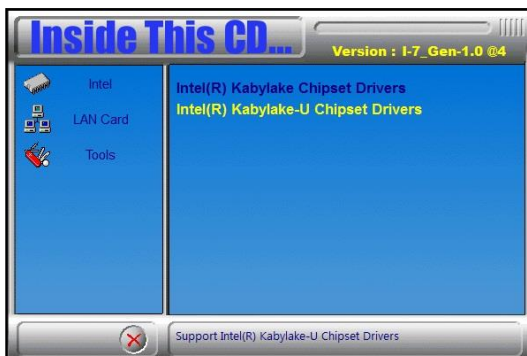 Inside This CD...
Version : I-7_Gen-1.0 @4
Intel
LAN Card
Tools
Intel(R) Kabylake Chipset Drivers
Intel(R) Kabylake-U Chipset Drivers
Support Intel(R) Kabylake-U Chipset Drivers